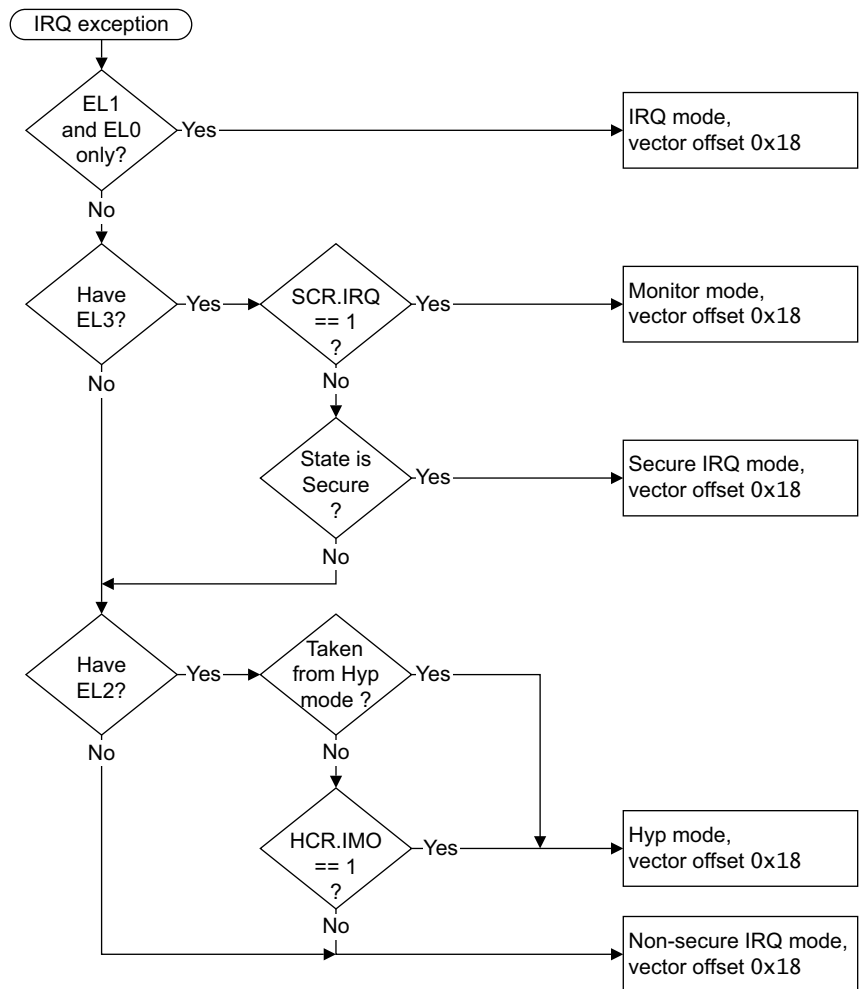 IRQ exception
EL1
and EL0
only?
Yes
IRQ mode,
vector offset 0x18
No
Have
EL3?
Yes
SCR.IRQ
== 1
?
Yes
Monitor mode,
vector offset 0x18
No
No
State is
Secure
?
Yes
Secure IRQ mode,
vector offset 0x18
No
Have
EL2?
Yes
Taken
from Hyp
mode ?
Yes
No
No
HCR.IMO
== 1
?
Yes
Hyp mode,
vector offset 0x18
No
Non-secure IRQ mode,
vector offset 0x18